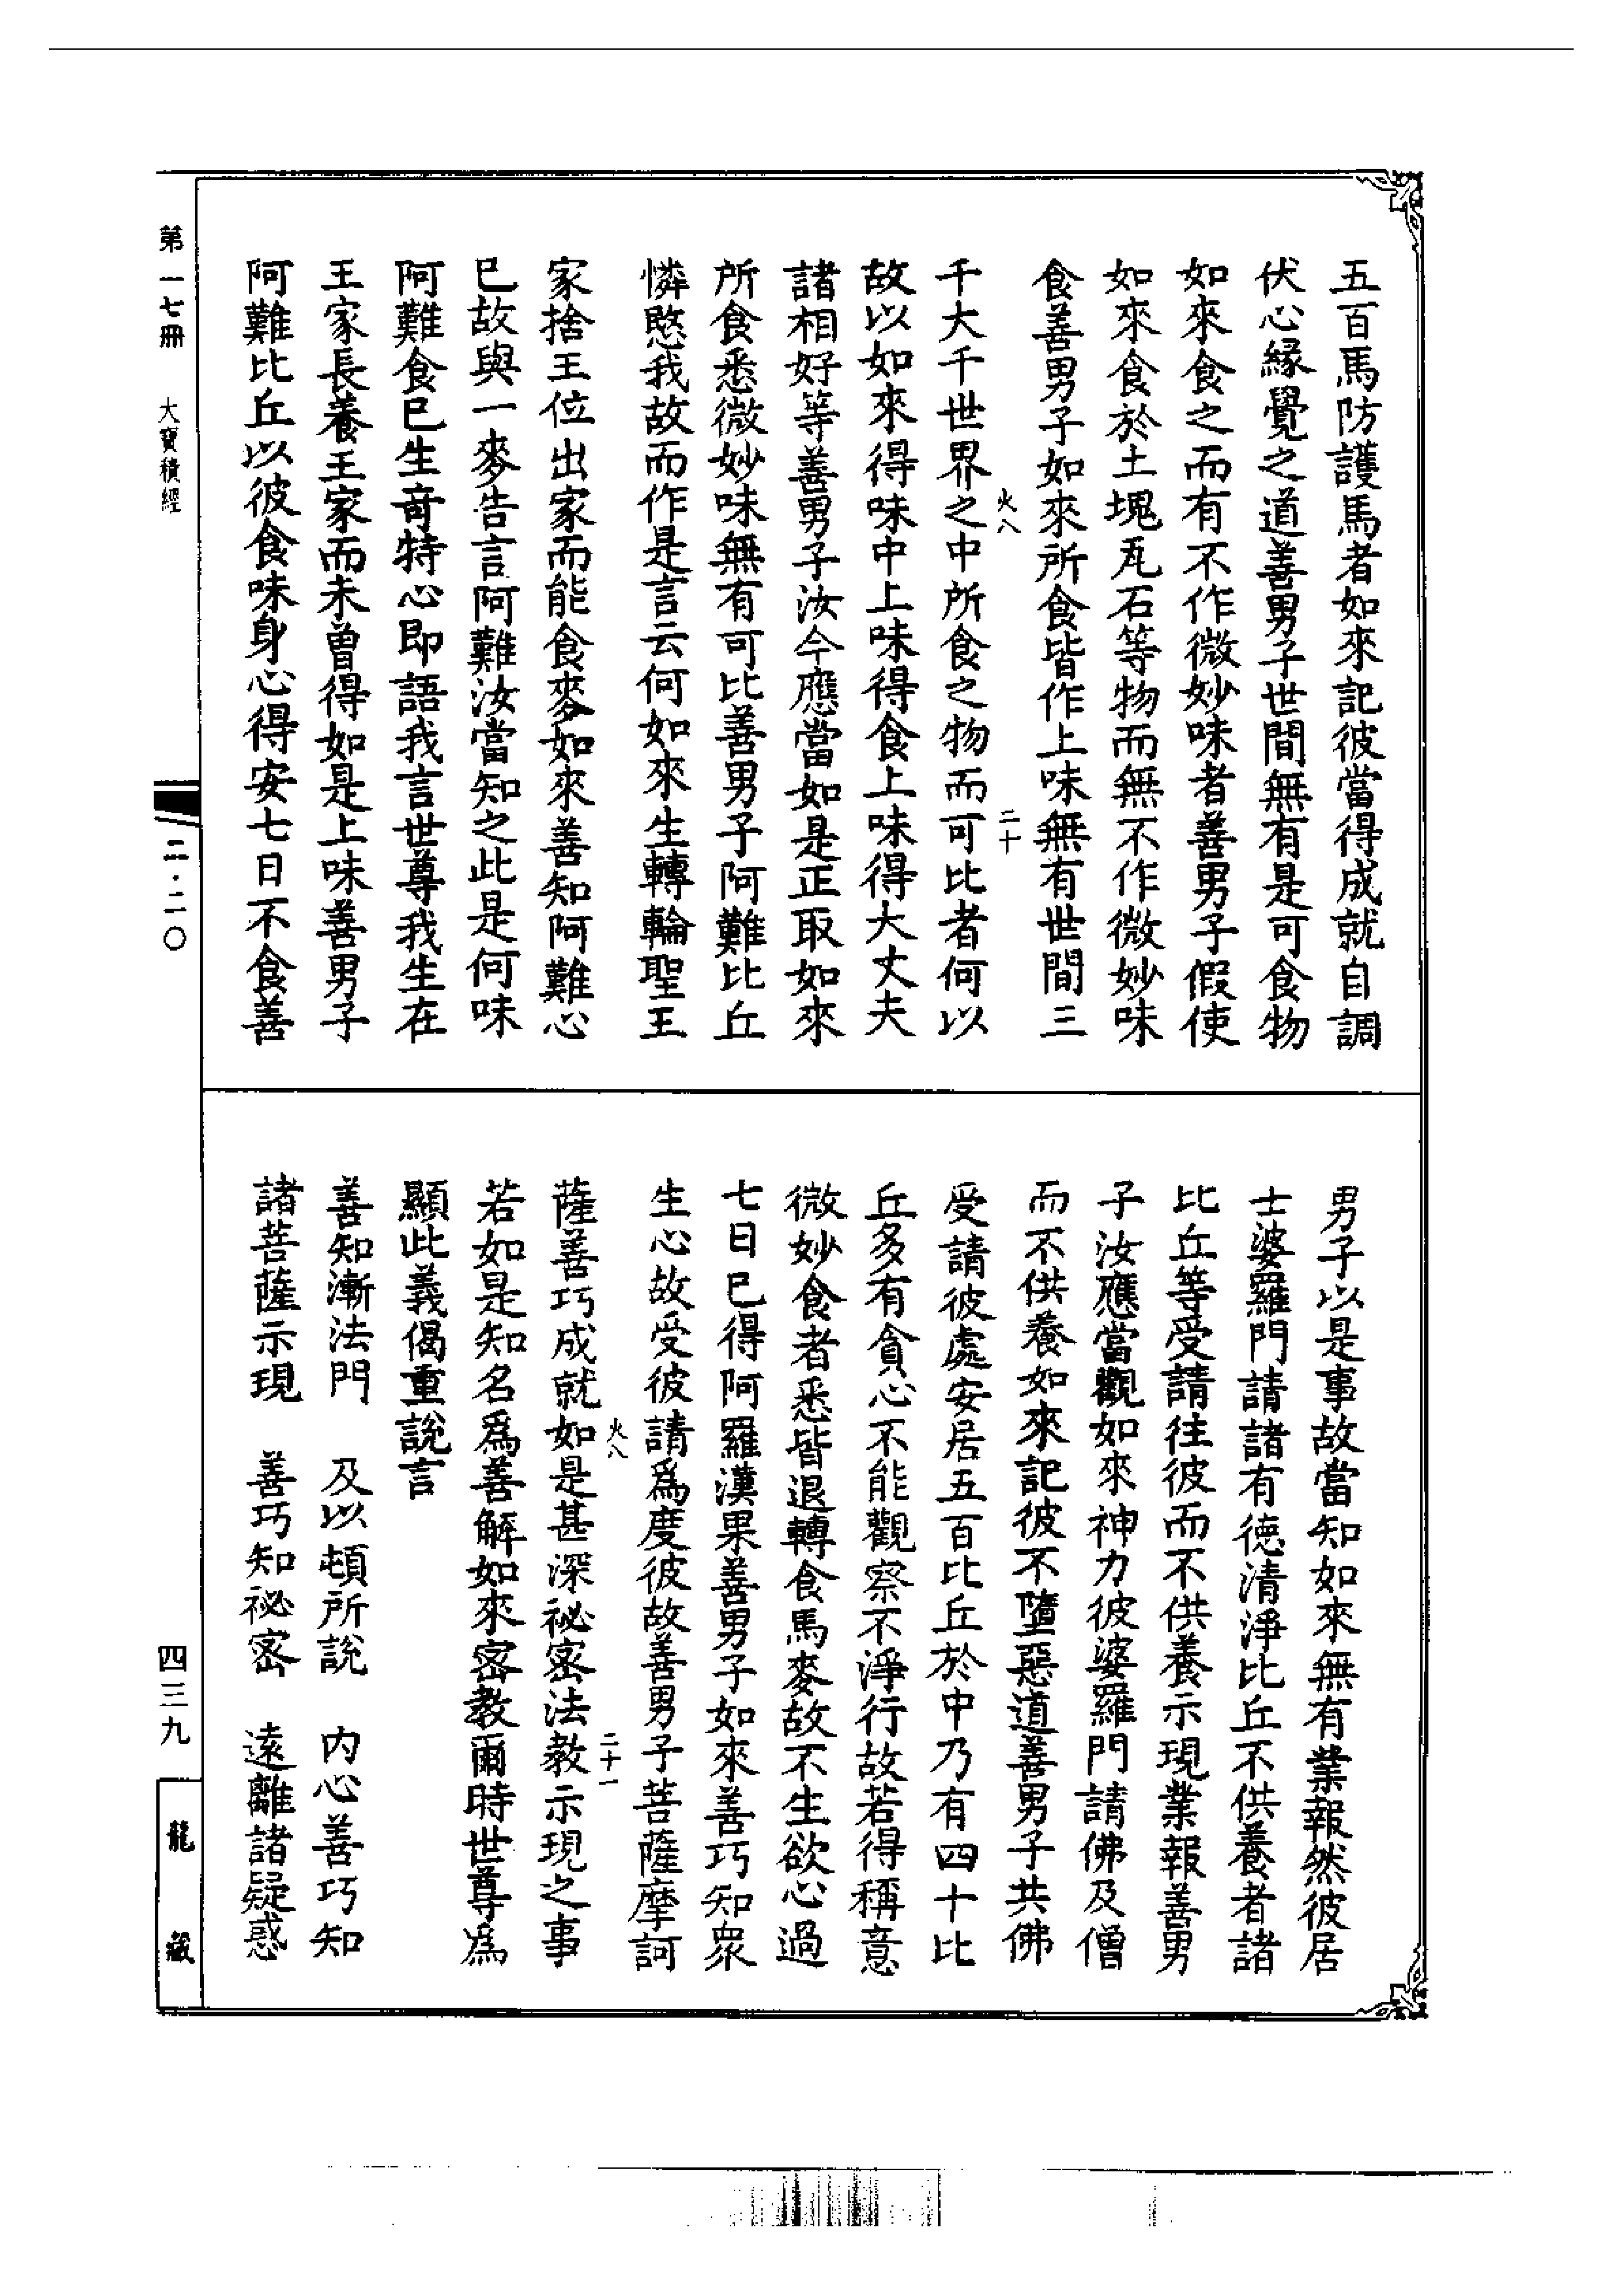 五百馬防護馬者如來記彼當得成就自調
伏心緣覺之道善男子世間無有是可食物
如來食之而有不作微妙味者善男子假使
如來食於土塊瓦石等物而無不作微妙味
食善男子如來所食皆作上味無有世間三
火八
二十
千大千世界之中所食之物而可比者何以
故以如來得味中上味得食上味得大丈夫
諸相好等善男子汝今應當如是正取如來
所食悉微妙味無有可比善男子阿難比丘
憐愍我故而作是言云何如來生轉輪聖王
家捨王位出家而能食麥如來善知阿難心
已故與一麥告言阿難汝當知之此是何味
阿難食已生奇特心即語我言世尊我生在
王家長養王家而未曾得如是上味善男子
阿難比丘以彼食味身心得安七日不食善
男子以是事故當知如來無有業報然彼居
士婆羅門請諸有德清淨比丘不供養者諸
比丘等受請往彼而不供養示現業報善男
子汝應當觀如來神力彼婆羅門請佛及僧
而不供養如來記彼不墮惡道善男子共佛
受請彼處安居五百比丘於中乃有四十比
丘多有貪心不能觀察不淨行故若得稱意
微妙食者悉皆退轉食馬麥故不生欲心過
七日已得阿羅漢果善男子如來善巧知眾
生心故受彼請為度彼故善男子菩薩摩訶
火八
二十一
薩善巧成就如是甚深祕密法教示現之事
若如是知名為善解如來密教爾時世尊為
顯此義偈重說言
善知漸法門　及以頓所說　內心善巧知
諸菩薩示現　善巧知祕密　遠離諸疑惑
第一七冊　大寶積經
二·二〇
四三九
龍藏